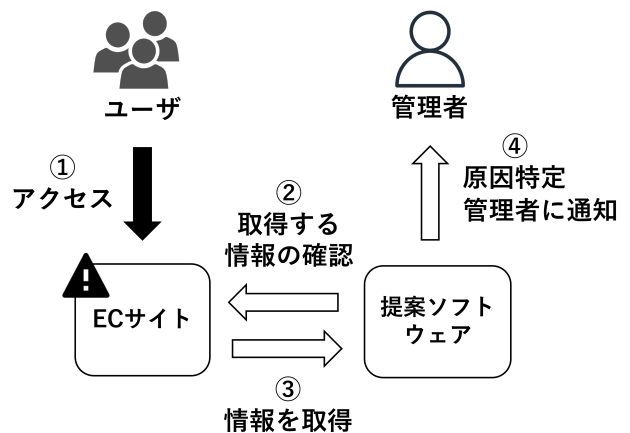 ユーザ
管理者
①
アクセス
②
取得する
情報の確認
④
原因特定
管理者に通知
ECサイト
提案ソフト
ウェア
③
情報を取得